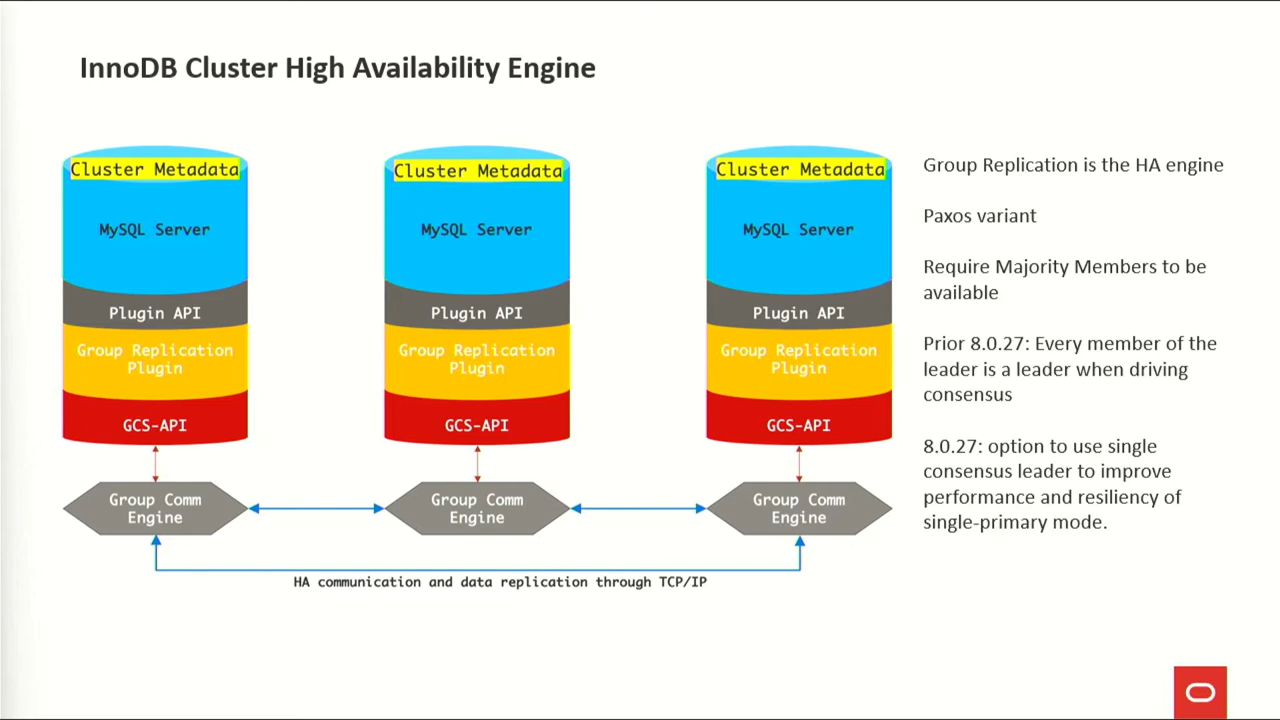 InnoDB Cluster High Availability Engine
Cluster Metadata
MySQL Server
Plugin API
Group Replication
Plugin
GCS-API
Group Comm
Engine
Cluster Metadata
MySQL Server
Plugin API
Group Replication
Plugin
GCS-API
Group Comm
Engine
Cluster Metadata
MySQL Server
Plugin API
Group Replication
Plugin
GCS-API
Group Comm
Engine
HA communication and data replication through TCP/IP
Group Replication is the HA engine
Paxos variant
Require Majority Members to be
available
Prior 8.0.27: Every member of the
leader is a leader when driving
consensus
8.0.27: option to use single
consensus leader to improve
performance and resiliency of
single-primary mode.